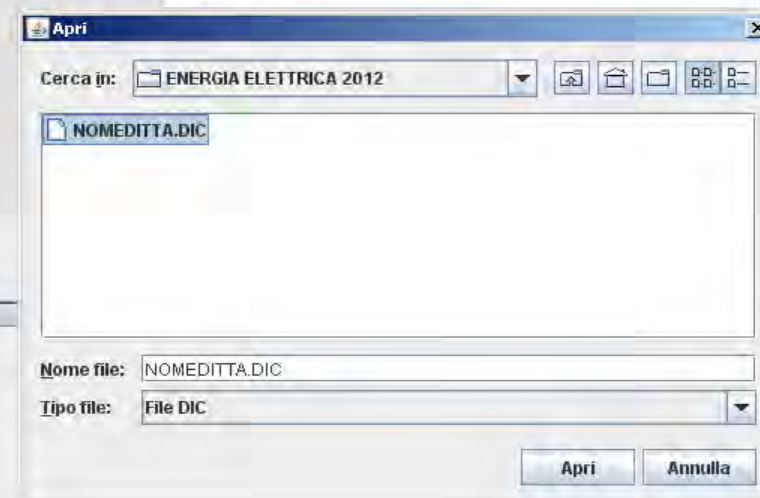 Apri
Cerca in: ENERGIA ELETTRICA 2012
NOMEDITTA.DIC
Nome file: NOMEDITTA.DIC
Tipo file: File DIC
Apri Annulla